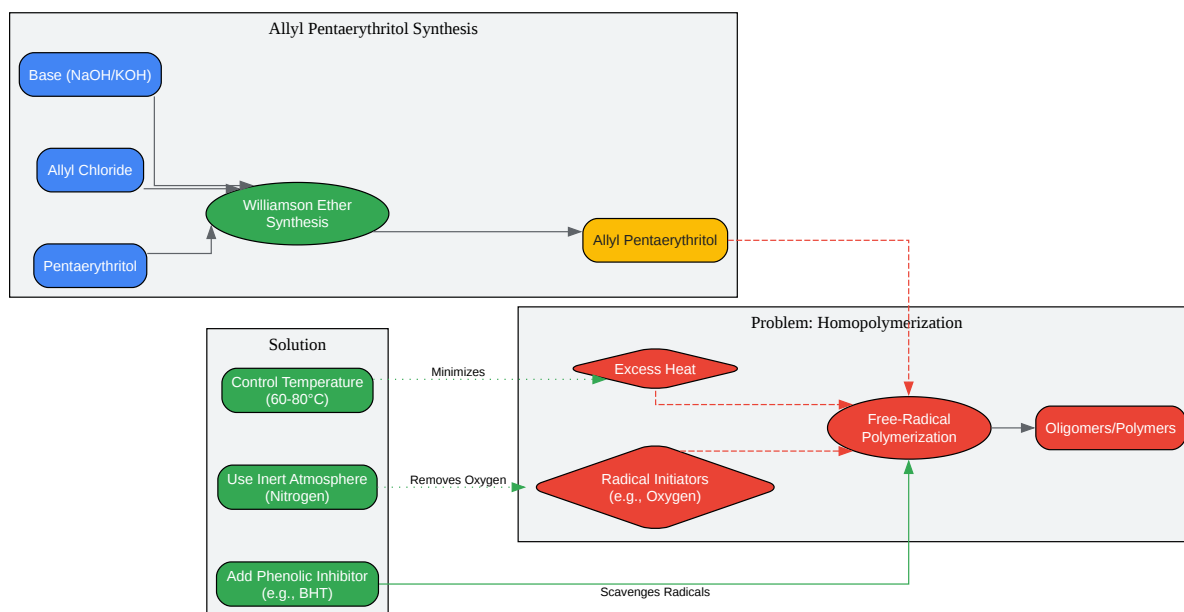 Allyl Pentaerythritol Synthesis
Base (NaOH/KOH)
Allyl Chloride
Williamson Ether
Synthesis
Pentaerythritol
Allyl Pentaerythritol
Problem: Homopolymerization
Solution
Control Temperature
(60-80°C)
Minimizes
Excess Heat
Free-Radical
Polymerization
Oligomers/Polymers
Use Inert Atmosphere
(Nitrogen)
Removes Oxygen
Radical Initiators
(e.g., Oxygen)
Add Phenolic Inhibitor
(e.g., BHT)
Scavenges Radicals